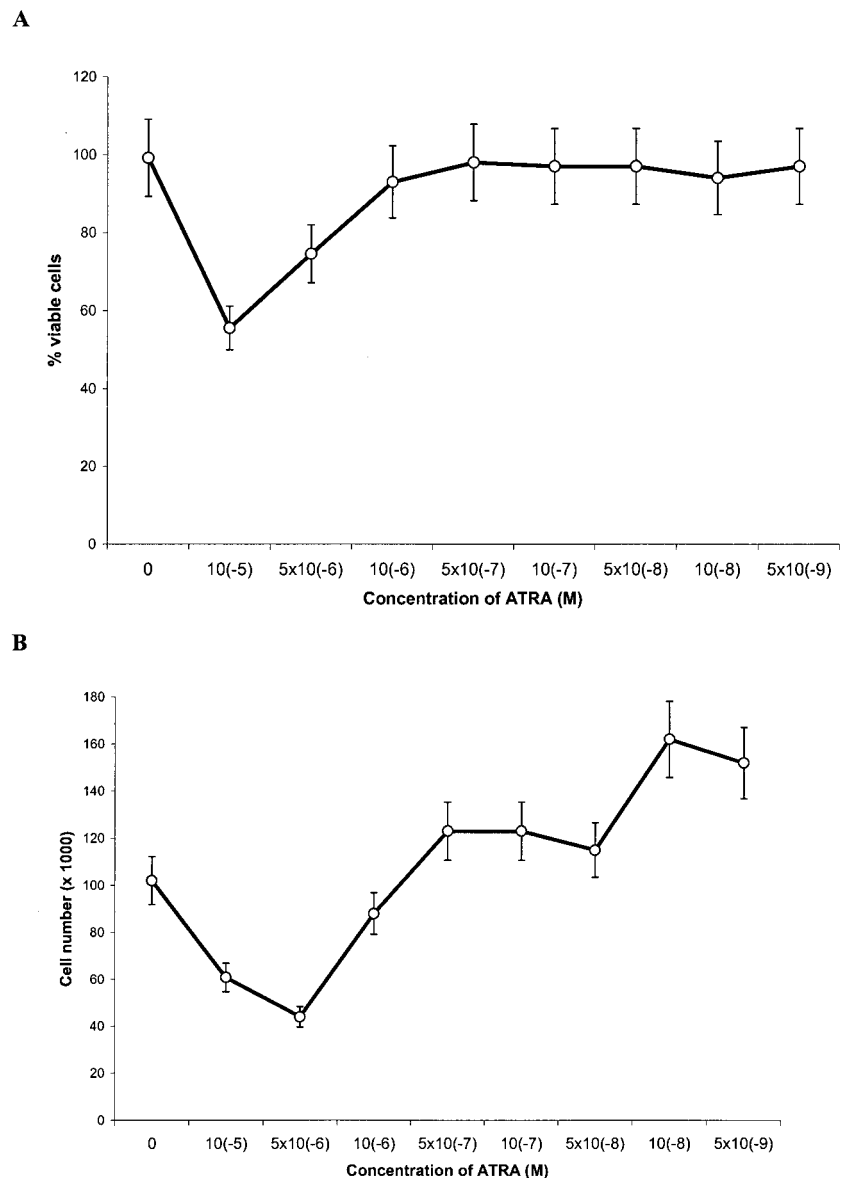 A
120
100
80
60
40
20
0
% viable cells
0 10(-5) 5x10(-6) 10(-6) 5x10(-7) 10(-7) 5x10(-8) 10(-8) 5x10(-9)
Concentration of ATRA (M)
B
180
160
140
120
100
80
60
40
20
0
Cell number (x 1000)
0 10(-5) 5x10(-6) 10(-6) 5x10(-7) 10(-7) 5x10(-8) 10(-8) 5x10(-9)
Concentration of ATRA (M)